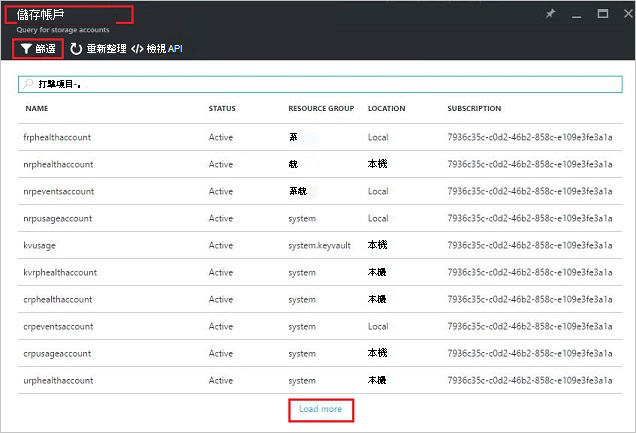 儲存帳戶
Query for storage accounts
篩選 重新整理 </> 檢視 API
打擊項目-。
NAME STATUS RESOURCE GROUP LOCATION SUBSCRIPTION
frphealthaccount Active 系 Local 7936c35c-c0d2-46b2-858c-e109e3fe3a1a
nrphealthaccount Active 統 本機 7936c35c-c0d2-46b2-858c-e109e3fe3a1a
nrpeventsaccount Active 系統 Local 7936c35c-c0d2-46b2-858c-e109e3fe3a1a
nrpusageaccount Active system Local 7936c35c-c0d2-46b2-858c-e109e3fe3a1a
kvusage Active system.keyvault 本機 7936c35c-c0d2-46b2-858c-e109e3fe3a1a
kvrphealthaccount Active system 本機 7936c35c-c0d2-46b2-858c-e109e3fe3a1a
crphealthaccount Active system 本機 7936c35c-c0d2-46b2-858c-e109e3fe3a1a
crpeventsaccount Active system Local 7936c35c-c0d2-46b2-858c-e109e3fe3a1a
crpusageaccount Active system 本機 7936c35c-c0d2-46b2-858c-e109e3fe3a1a
urphealthaccount Active system 本機 7936c35c-c0d2-46b2-858c-e109e3fe3a1a
Load more